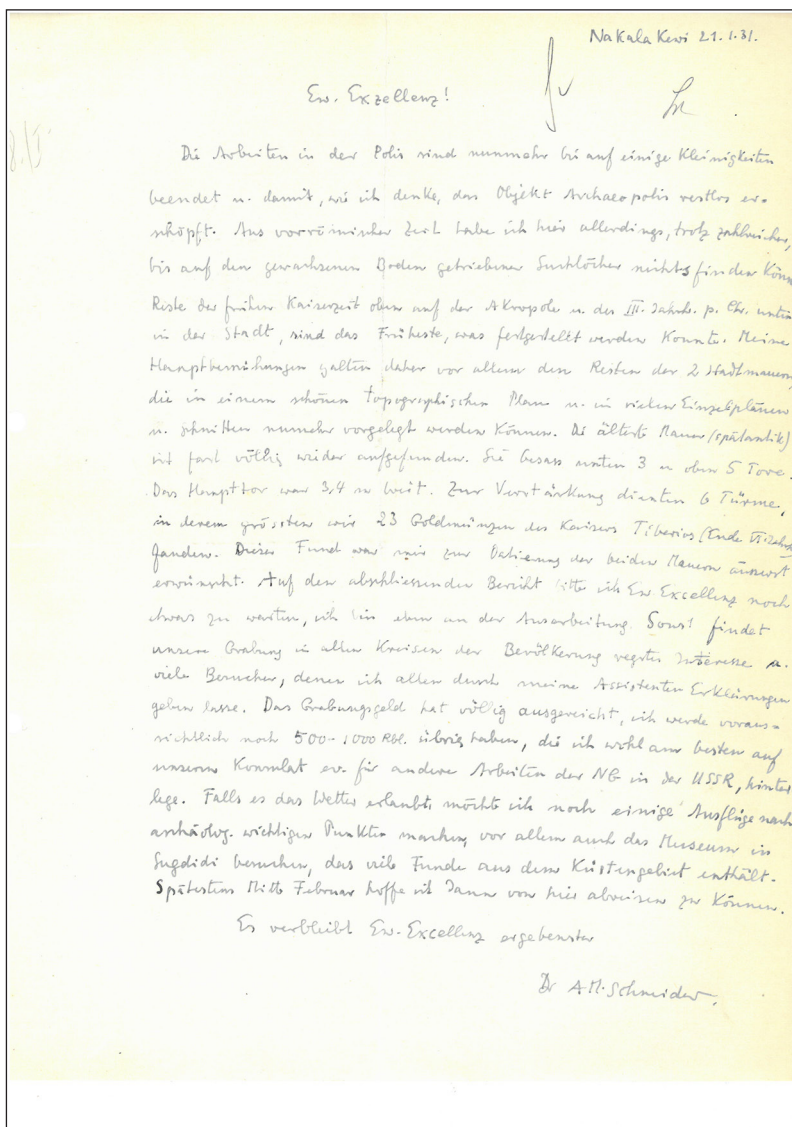 Nakalakewi 21.1.31.
Ew. Exzellenz!
Die Arbeiten in der Polis sind nunmehr bis auf einige Kleinigkeiten
beendet u. damit, wie ich denke, das Objekt Archaeopolis restlos er-
schöpft. Aus vorrömischer Zeit habe ich hier allerdings, trotz zahlreicher,
bis auf den gewachsenen Boden getriebener Suchlöcher nichts finden könn
Reste der frühen Kaiserzeit oben auf der Akropole u. des III. Jahrh. p. Chr. unten
in der Stadt, sind das Früheste, was festgestellt werden konnte. Meine
Hauptbemühungen galten daher vor allem den Resten der 2 Stadtmauern,
die in einem schönen topographischen Plan u. in vielen Einzelplänen
u. schnitten nunmehr vorgelegt werden können. Die älteste Mauer (spätantik)
ist fast völlig wieder aufgefunden. Sie besass unten 3 u oben 5 Tore.
Das Haupttor war 3,4 m weit. Zur Verstärkung dienten 6 Türme,
in deren grössten wir 23 Goldmünzen des Kaisers Tiberios (Ende VI. Jahrh
fanden. Dieser Fund war mir zur Datierung der beiden Mauern äuserst
erwünscht. Auf den abschliessenden Bericht bitte ich Ew Excellenz noch
etwas zu warten, ich bin eben an der Ausarbeitung. Sonst findet
unsere Grabung in allen Kreisen der Bevölkerung regstes Interesse u.
viele Besucher, denen ich allen durch meine Assistenten Erklärungen
geben lasse. Das Grabungsgeld hat völlig ausgereicht, ich werde voraus-
sichtlich noch 500-1000 Rbl. übrig haben, die ich wohl am besten auf
unserm Konsulat ev. für andere Arbeiten der NG in der USSR, hinter
lege. Falls es das Wetter erlaubt, möchte ich noch einige Ausflüge nach
archäolog. wichtigen Punkten machen, vor allem auch das Museum in
Sugdidi besuchen, das viele Funde aus dem Küstengebiet enthält.
Spätestens Mitte Februar hoffe ich dann von hier abreisen zu können.
Es verbleibt Ew. Excellenz ergebenster
Dr A.M. Schneider.